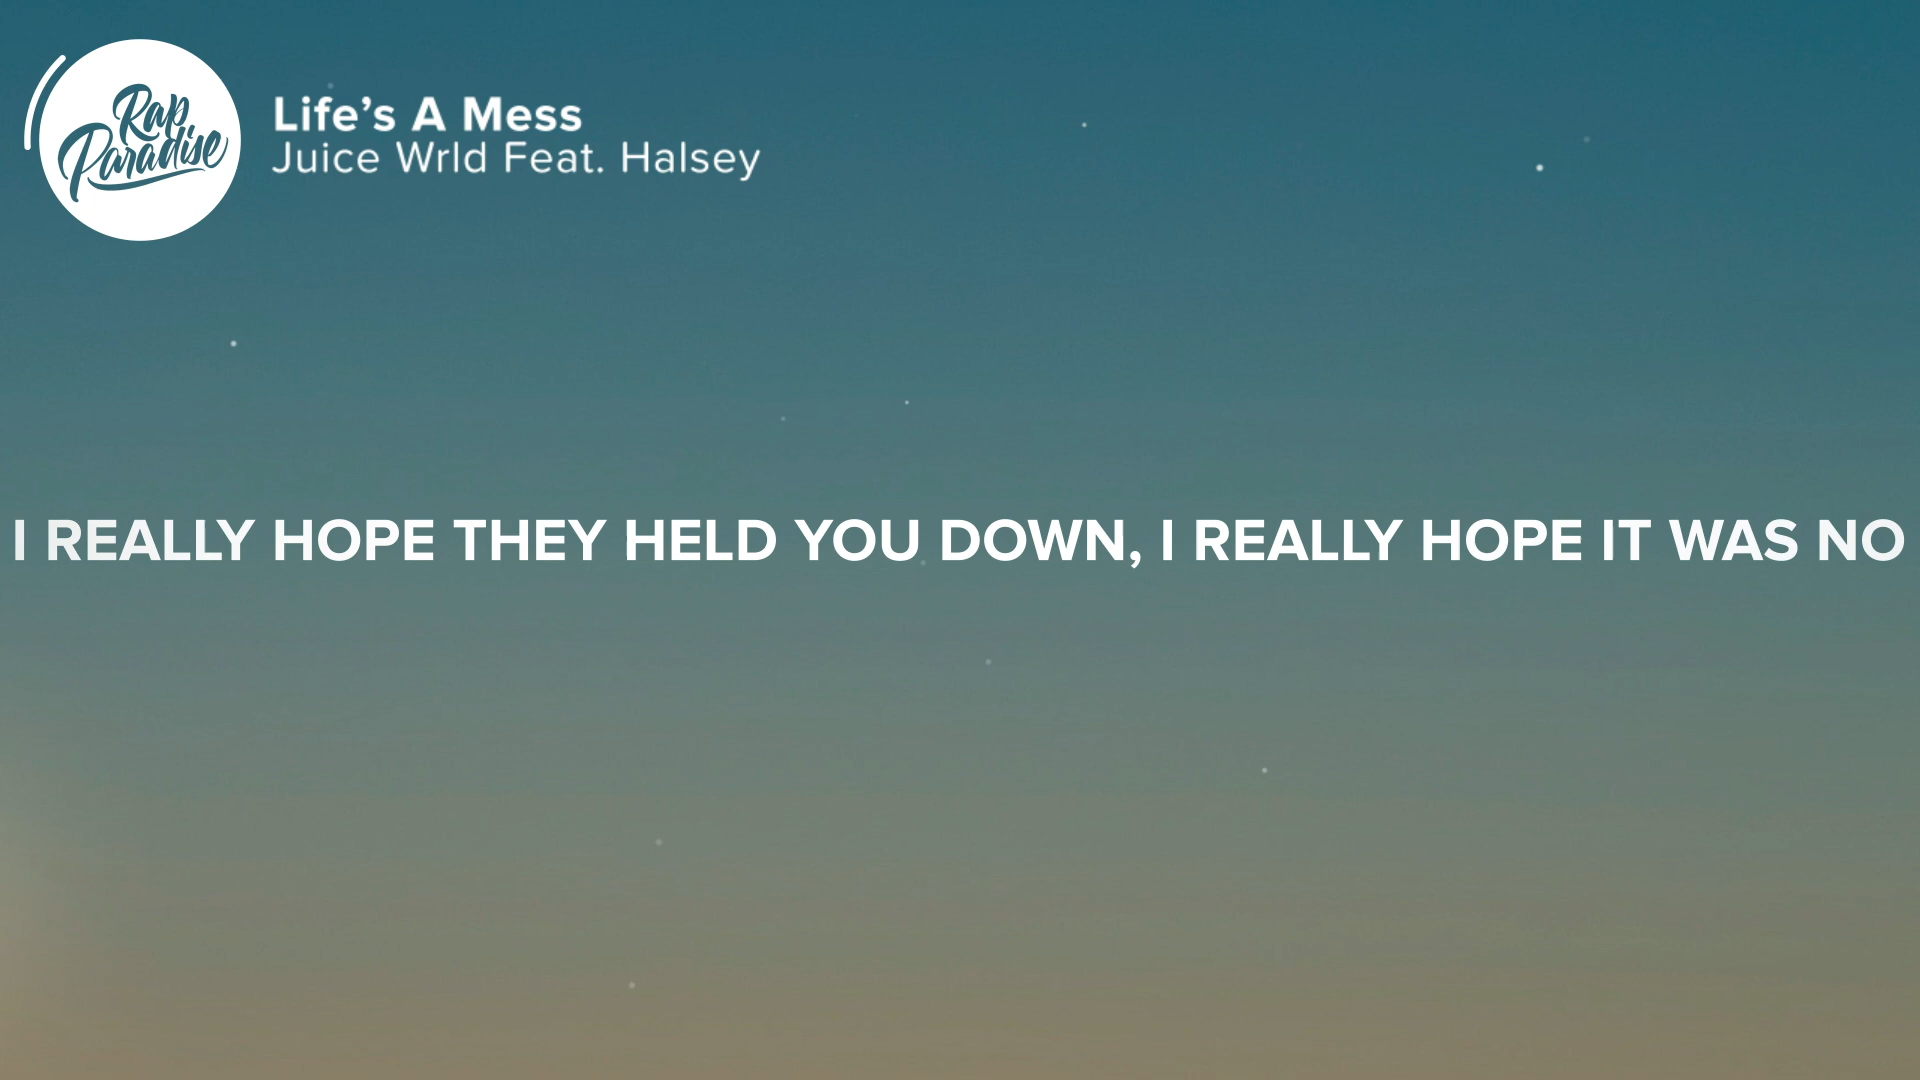 Rap
Paradise
Life’s A Mess
Juice Wrld Feat. Halsey
I REALLY HOPE THEY HELD YOU DOWN, I REALLY HOPE IT WAS NO